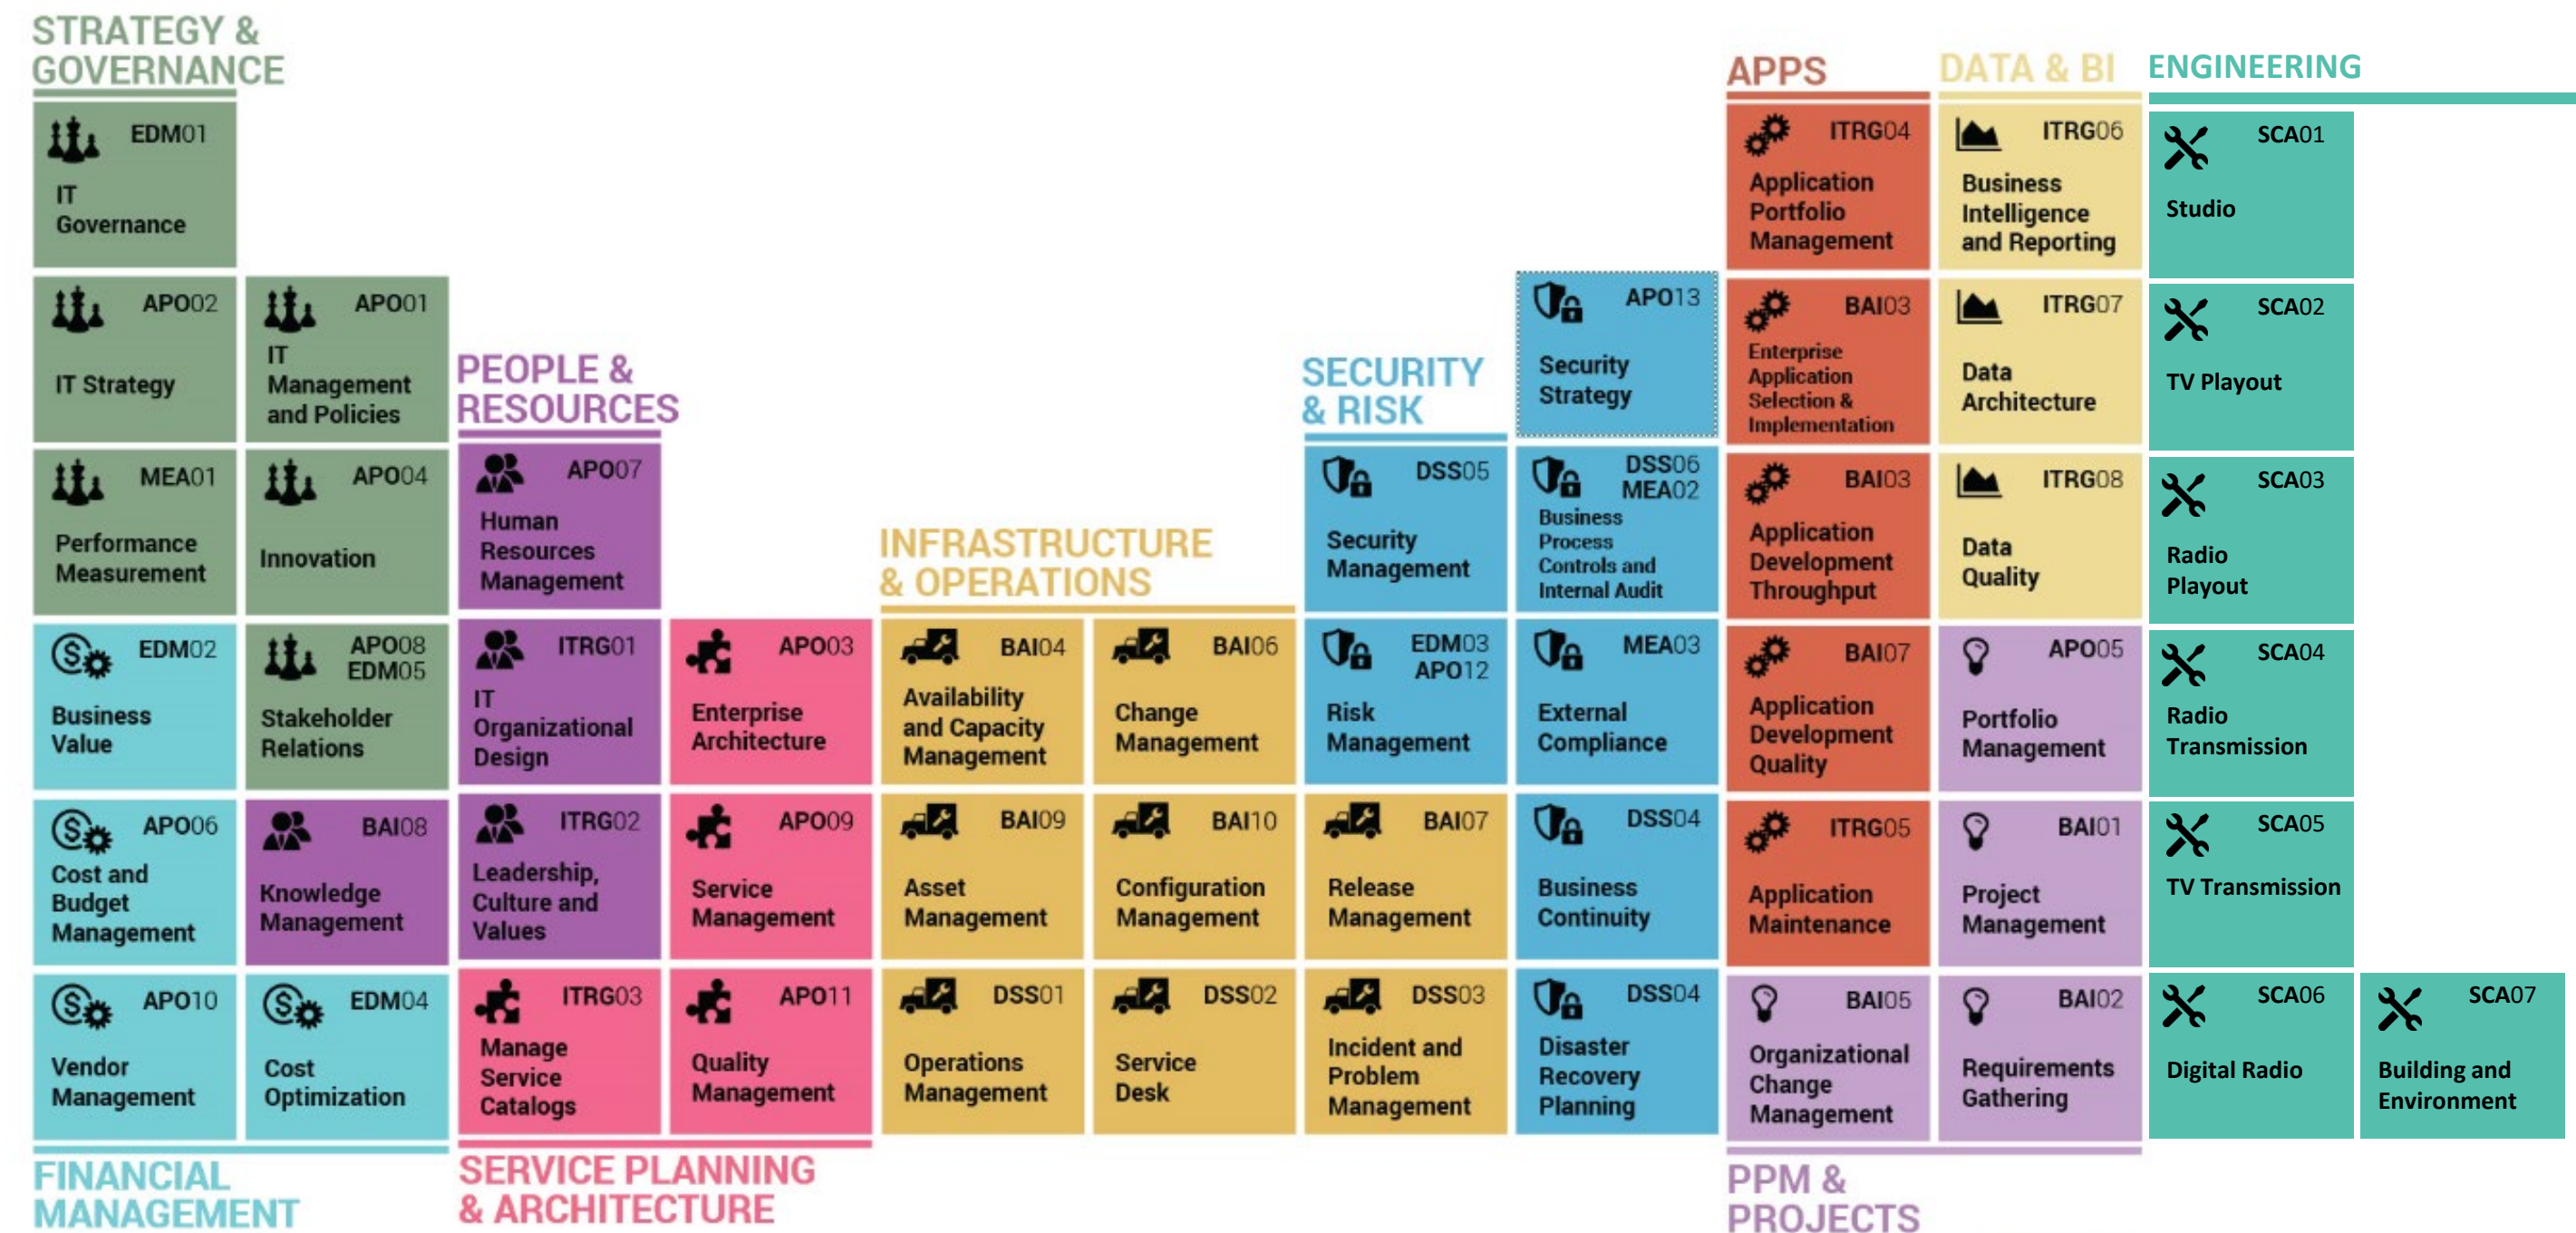 STRATEGY &
GOVERNANCE
EDM01
IT
Governance
APO02
IT Strategy
APO01
IT
Management
and Policies
MEA01
Performance
Measurement
APO04
Innovation
APO08
EDM05
Stakeholder
Relations
EDM02
Business
Value
APO06
Cost and
Budget
Management
APO10
Vendor
Management
EDM04
Cost
Optimization
FINANCIAL
MANAGEMENT
PEOPLE &
RESOURCES
APO07
Human
Resources
Management
ITRG01
IT
Organizational
Design
BAI08
Knowledge
Management
ITRG02
Leadership,
Culture and
Values
APO03
Enterprise
Architecture
APO09
Service
Management
ITRG03
Manage
Service
Catalogs
APO11
Quality
Management
SERVICE PLANNING
& ARCHITECTURE
INFRASTRUCTURE
& OPERATIONS
BAI04
Availability
and Capacity
Management
BAI06
Change
Management
BAI09
Asset
Management
BAI10
Configuration
Management
BAI07
Release
Management
DSS01
Operations
Management
DSS02
Service
Desk
DSS03
Incident and
Problem
Management
SECURITY
& RISK
APO13
Security
Strategy
DSS05
Security
Management
DSS06
MEA02
Business
Process
Controls and
Internal Audit
EDM03
APO12
Risk
Management
MEA03
External
Compliance
DSS04
Business
Continuity
DSS04
Disaster
Recovery
Planning
APPS
ITRG04
Application
Portfolio
Management
BAI03
Enterprise
Application
Selection &
Implementation
BAI03
Application
Development
Throughput
BAI07
Application
Development
Quality
ITRG05
Application
Maintenance
DATA & BI
ITRG06
Business
Intelligence
and Reporting
ITRG07
Data
Architecture
ITRG08
Data
Quality
APO05
Portfolio
Management
BAI01
Project
Management
BAI05
Organizational
Change
Management
BAI02
Requirements
Gathering
PPM &
PROJECTS
ENGINEERING
SCA01
Studio
SCA02
TV Playout
SCA03
Radio
Playout
SCA04
Radio
Transmission
SCA05
TV Transmission
SCA06
Digital Radio
SCA07
Building and
Environment